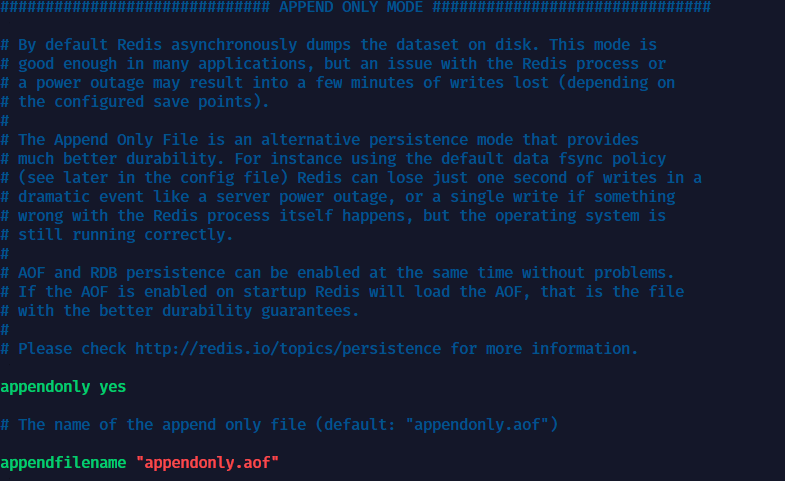 ############################## APPEND ONLY MODE ###############################
# By default Redis asynchronously dumps the dataset on disk. This mode is
# good enough in many applications, but an issue with the Redis process or
# a power outage may result into a few minutes of writes lost (depending on
# the configured save points).
#
# The Append Only File is an alternative persistence mode that provides
# much better durability. For instance using the default data fsync policy
# (see later in the config file) Redis can lose just one second of writes in a
# dramatic event like a server power outage, or a single write if something
# wrong with the Redis process itself happens, but the operating system is
# still running correctly.
#
# AOF and RDB persistence can be enabled at the same time without problems.
# If the AOF is enabled on startup Redis will load the AOF, that is the file
# with the better durability guarantees.
#
# Please check http://redis.io/topics/persistence for more information.
appendonly yes
# The name of the append only file (default: "appendonly.aof")
appendfilename "appendonly.aof"